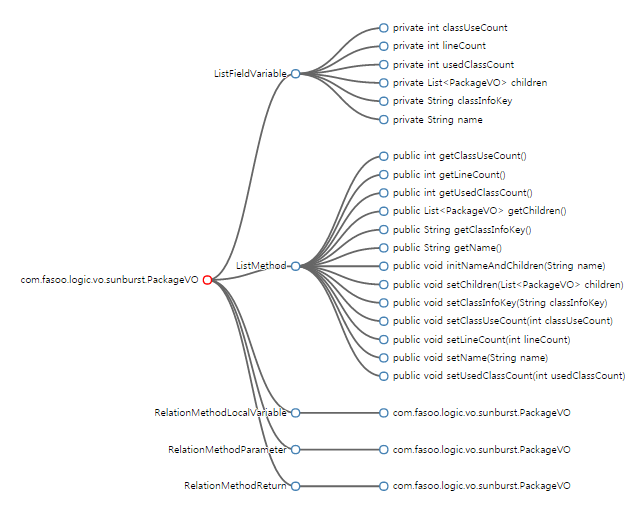 com.fasoo.logic.vo.sunburst.PackageVO
ListFieldVariable
private int classUseCount
private int lineCount
private int usedClassCount
private List<PackageVO> children
private String classInfoKey
private String name
ListMethod
public int getClassUseCount()
public int getLineCount()
public int getUsedClassCount()
public List<PackageVO> getChildren()
public String getClassInfoKey()
public String getName()
public void initNameAndChildren(String name)
public void setChildren(List<PackageVO> children)
public void setClassInfoKey(String classInfoKey)
public void setClassUseCount(int classUseCount)
public void setLineCount(int lineCount)
public void setName(String name)
public void setUsedClassCount(int usedClassCount)
RelationMethodLocalVariable
com.fasoo.logic.vo.sunburst.PackageVO
RelationMethodParameter
com.fasoo.logic.vo.sunburst.PackageVO
RelationMethodReturn
com.fasoo.logic.vo.sunburst.PackageVO